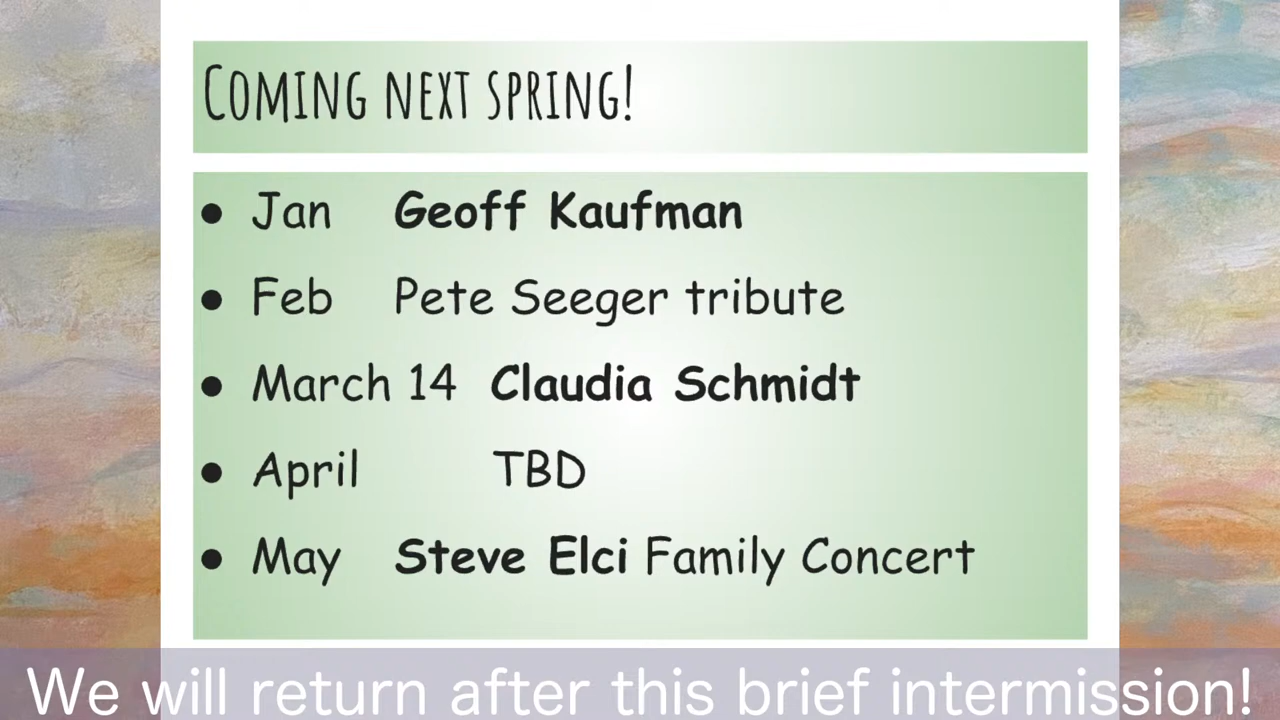 Coming next spring!
● Jan Geoff Kaufman
● Feb Pete Seeger tribute
● March 14 Claudia Schmidt
● April TBD
● May Steve Elci Family Concert
We will return after this brief intermission!